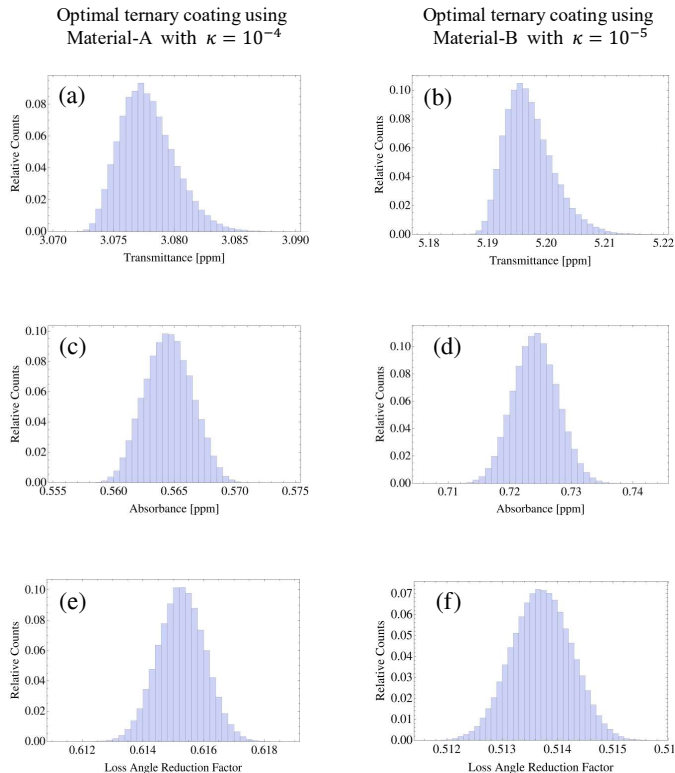 Optimal ternary coating using
Material-A with κ = 10⁻⁴
Optimal ternary coating using
Material-B with κ = 10⁻⁵
(a)
Relative Counts
0.08
0.06
0.04
0.02
0.00
3.070 3.075 3.080 3.085 3.090
Transmittance [ppm]
(b)
Relative Counts
0.10
0.08
0.06
0.04
0.02
0.00
5.18 5.19 5.20 5.21 5.22
Transmittance [ppm]
(c)
Relative Counts
0.10
0.08
0.06
0.04
0.02
0.00
0.555 0.560 0.565 0.570 0.575
Absorbance [ppm]
(d)
Relative Counts
0.10
0.08
0.06
0.04
0.02
0.00
0.71 0.72 0.73 0.74
Absorbance [ppm]
(e)
Relative Counts
0.10
0.08
0.06
0.04
0.02
0.00
0.612 0.614 0.616 0.618
Loss Angle Reduction Factor
(f)
Relative Counts
0.07
0.06
0.05
0.04
0.03
0.02
0.01
0.00
0.512 0.513 0.514 0.515 0.51
Loss Angle Reduction Factor